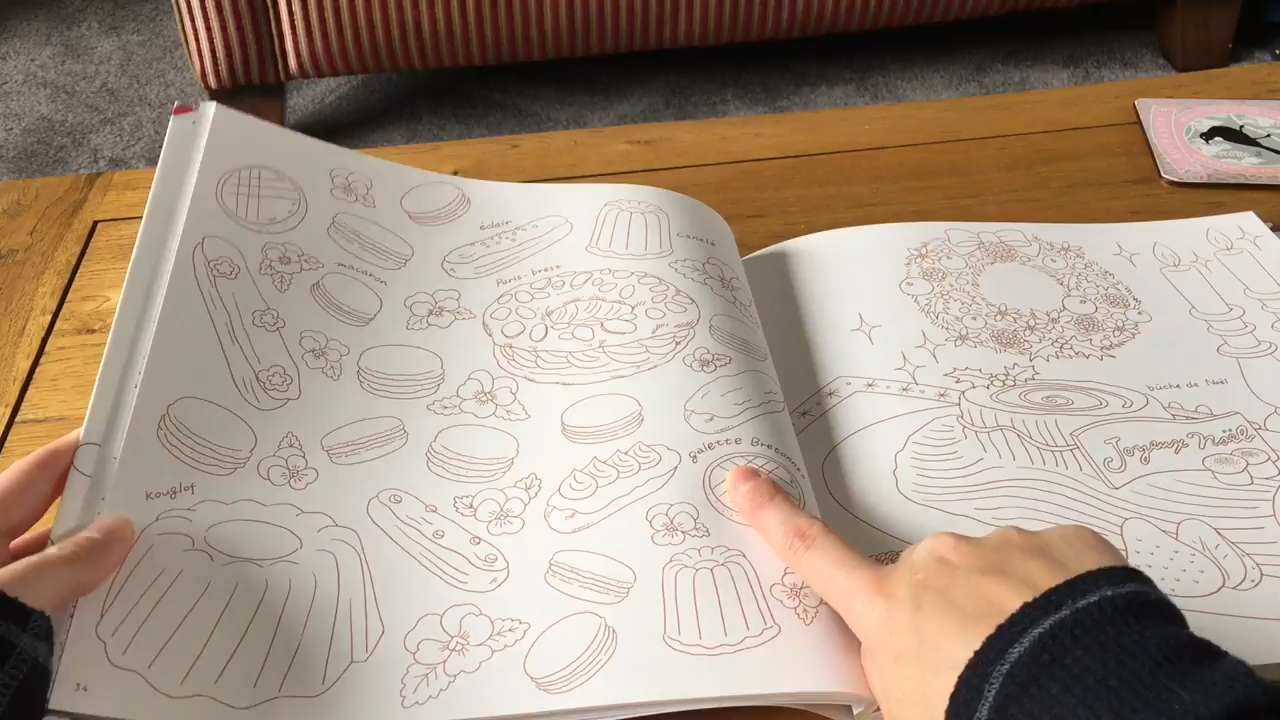 éclair
canelé
macaron
Paris-brest
galette Bretonne
kouglof
34
bûche de Noël
Joyeux Noël